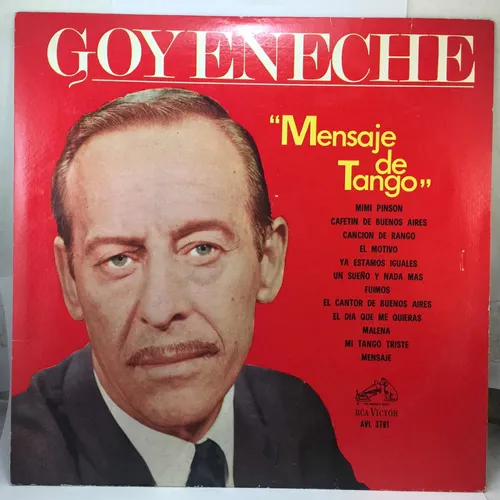 GOYENECHE
"Mensaje
de
Tango"
MIMI PINSON
CAFETIN DE BUENOS AIRES
CANCION DE RANGO
EL MOTIVO
YA ESTAMOS IGUALES
UN SUEÑO Y NADA MAS
FUIMOS
EL CANTOR DE BUENOS AIRES
EL DIA QUE ME QUIERAS
MALENA
MI TANGO TRISTE
MENSAJE
RCA VICTOR
AVL 3781